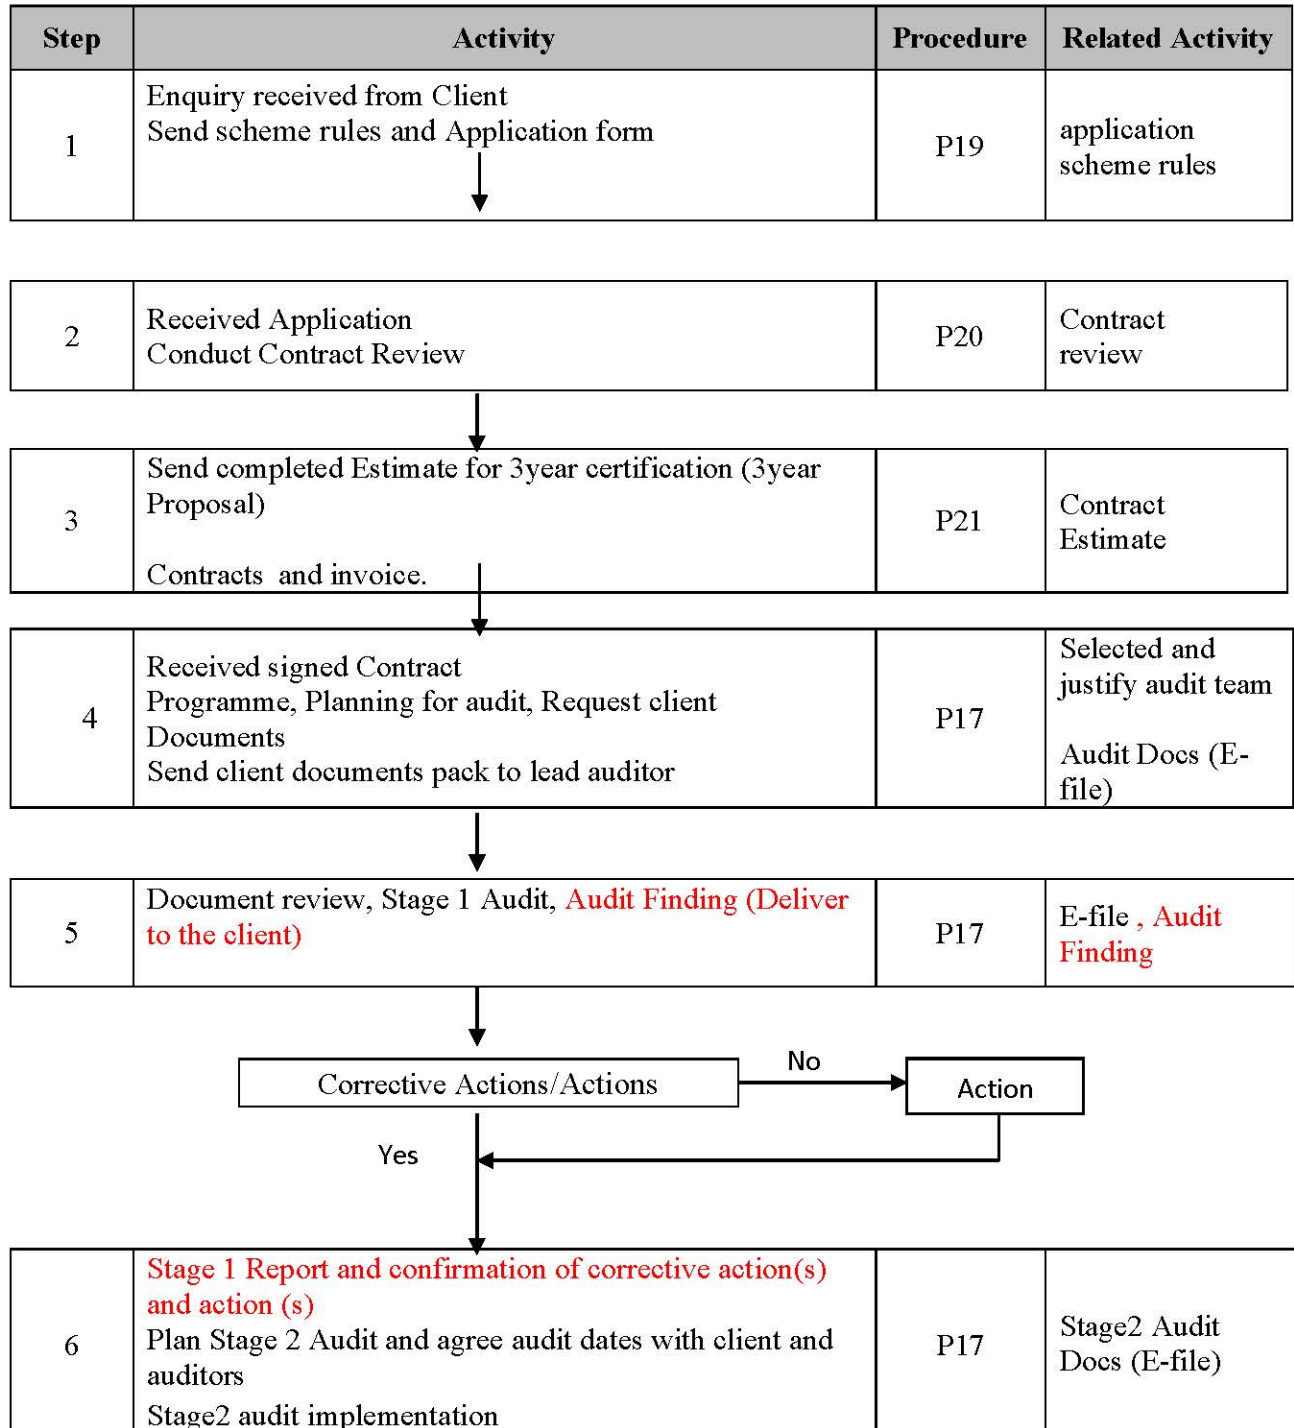 Step Activity Procedure Related Activity
1
Enquiry received from Client
Send scheme rules and Application form
P19
application
scheme rules
2
Received Application
Conduct Contract Review
P20
Contract
review
3
Send completed Estimate for 3year certification (3year
Proposal)
Contracts  and invoice.
P21
Contract
Estimate
4
Received signed Contract
Programme, Planning for audit, Request client
Documents
Send client documents pack to lead auditor
P17
Selected and
justify audit team
Audit Docs (E-
file)
5
Document review, Stage 1 Audit, Audit Finding (Deliver
to the client)
P17
E-file , Audit
Finding
Corrective Actions/Actions
No
Action
Yes
6
Stage 1 Report and confirmation of corrective action(s)
and action (s)
Plan Stage 2 Audit and agree audit dates with client and
auditors
Stage2 audit implementation
P17
Stage2 Audit
Docs (E-file)